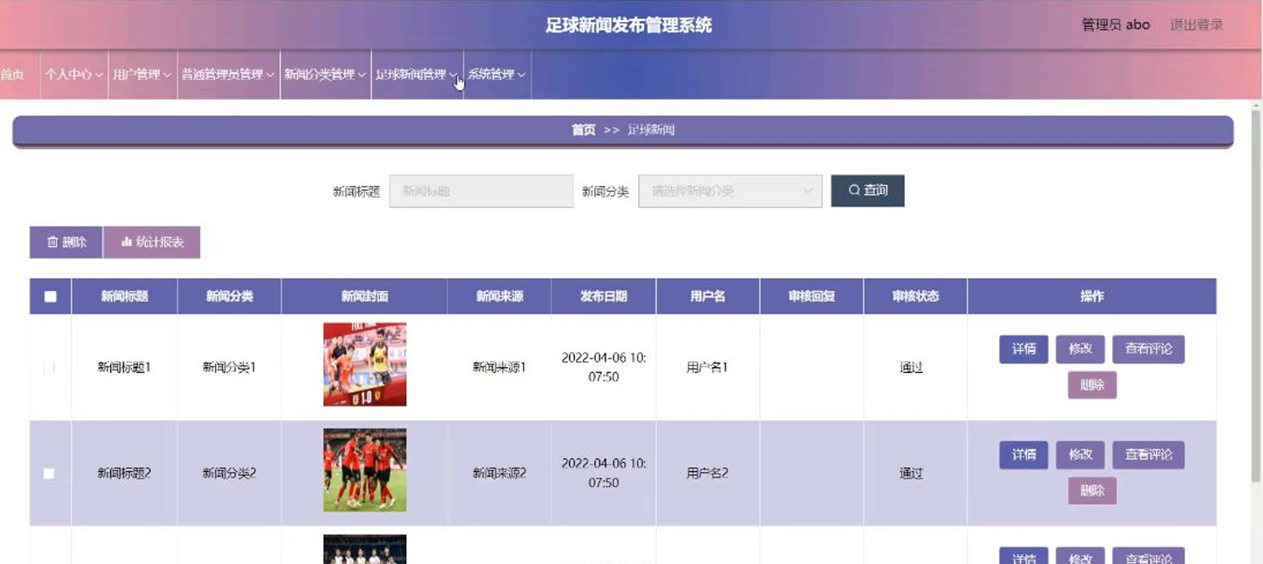 足球新闻发布管理系统
管理员 abo 退出登录
首页 个人中心 用户管理 普通管理员管理 新闻分类管理 足球新闻管理 系统管理
首页 >> 足球新闻
新闻标题 新闻标题 新闻分类 请选择新闻分类 查询
删除 统计报表
新闻标题 新闻分类 新闻封面 新闻来源 发布日期 用户名 审核回复 审核状态 操作
FULL TIME
1-0
新闻标题1 新闻分类1 新闻来源1 2022-04-06 10:
07:50 用户名1 通过 详情 修改 查看评论
删除
新闻标题2 新闻分类2 新闻来源2 2022-04-06 10:
07:50 用户名2 通过 详情 修改 查看评论
删除
详情 修改 查看评论